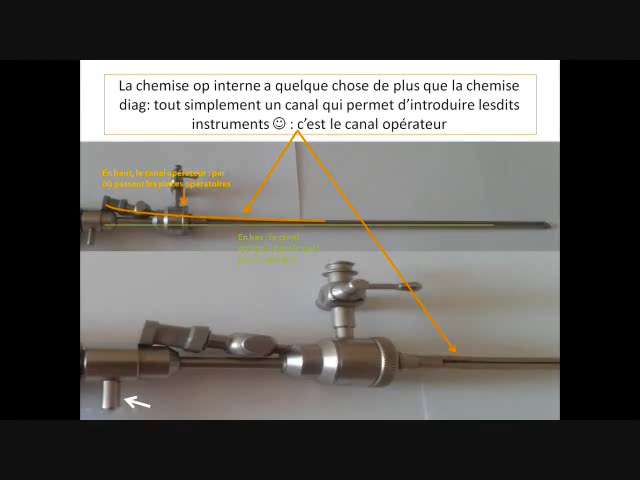 La chemise op interne a quelque chose de plus que la chemise
diag: tout simplement un canal qui permet d'introduire lesdits
instruments ☺ : c'est le canal opérateur
En haut, le canal opérateur : par
où passent les pinces opératoires
En bas : le canal